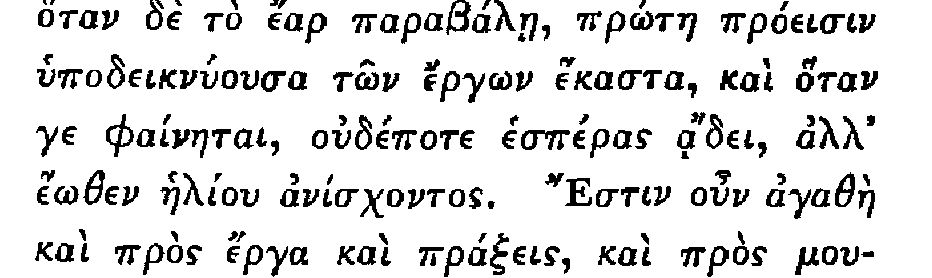 ὅταν δὲ τὸ ἔαρ παραβάλῃ, πρώτη πρόεισιν
ὑποδεικνύουσα τῶν ἔργων ἕκαστα, καὶ ὅταν
γε φαίνηται, οὐδέποτε ἑσπέρας ᾄδει, ἀλλ’
ἕωθεν ἡλίου ἀνίσχοντος. Ἔστιν οὖν ἀγαθὴ
καὶ πρὸς ἔργα καὶ πράξεις, καὶ πρὸς μου-